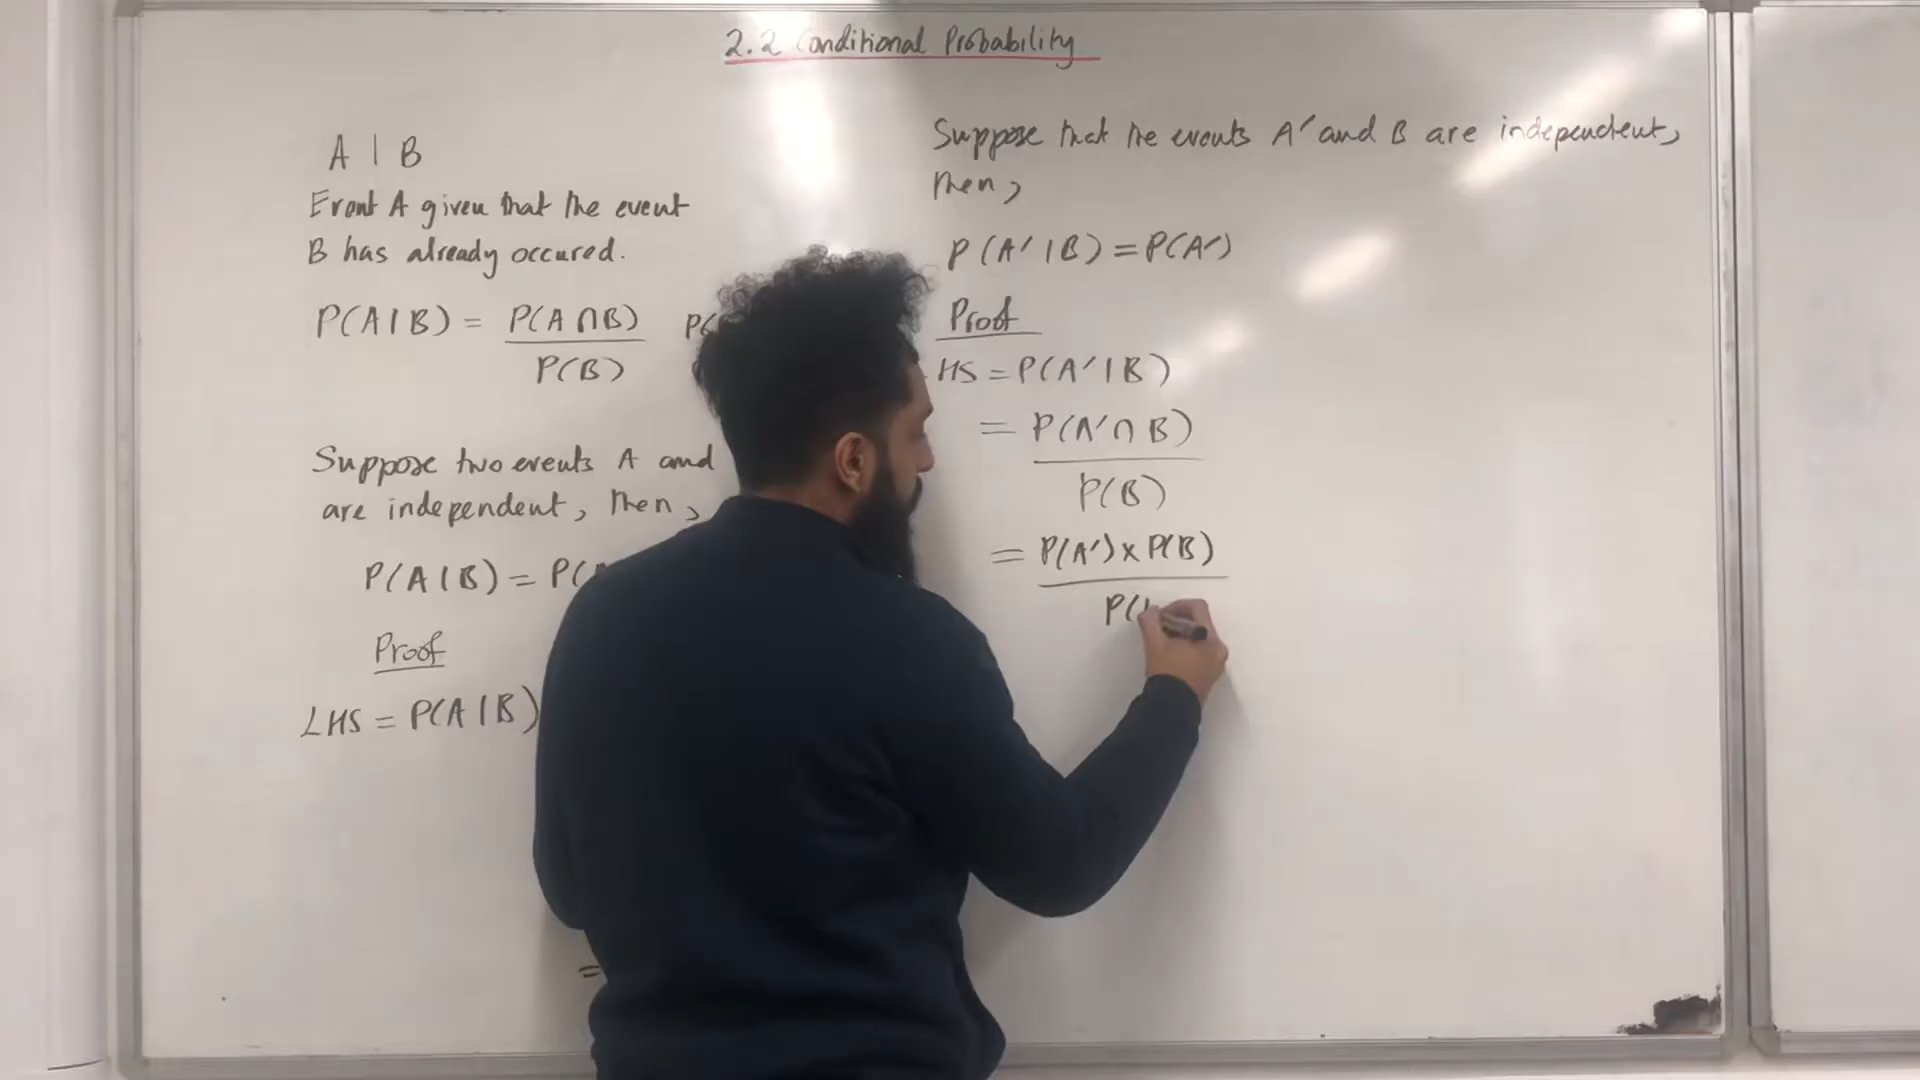 2.2 Conditional Probability
A | B
Event A given that the event
B has already occured.
P(A|B) = P(A∩B)
P(B)
Suppose two events A and
are independent, then,
P(A|B) = P(
Proof
LHS = P(A|B)
=
Suppose that the events A′ and B are independent,
then,
P(A′|B) = P(A′)
Proof
HS = P(A′|B)
= P(A′∩B)
P(B)
= P(A′) x P(B)
P(